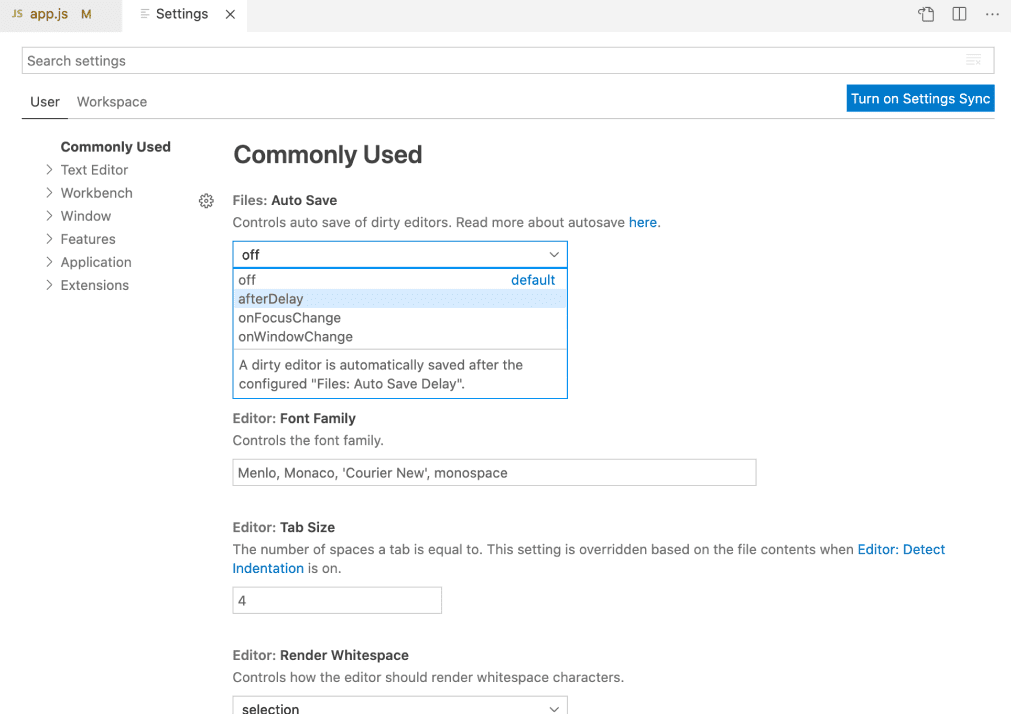 JS app.js M Settings
Search settings
User Workspace
Turn on Settings Sync
Commonly Used
Text Editor
Workbench
Window
Features
Application
Extensions
Commonly Used
Files: Auto Save
Controls auto save of dirty editors. Read more about autosave here.
off
off default
afterDelay
onFocusChange
onWindowChange
A dirty editor is automatically saved after the
configured "Files: Auto Save Delay".
Editor: Font Family
Controls the font family.
Menlo, Monaco, 'Courier New', monospace
Editor: Tab Size
The number of spaces a tab is equal to. This setting is overridden based on the file contents when Editor: Detect
Indentation is on.
4
Editor: Render Whitespace
Controls how the editor should render whitespace characters.
selection